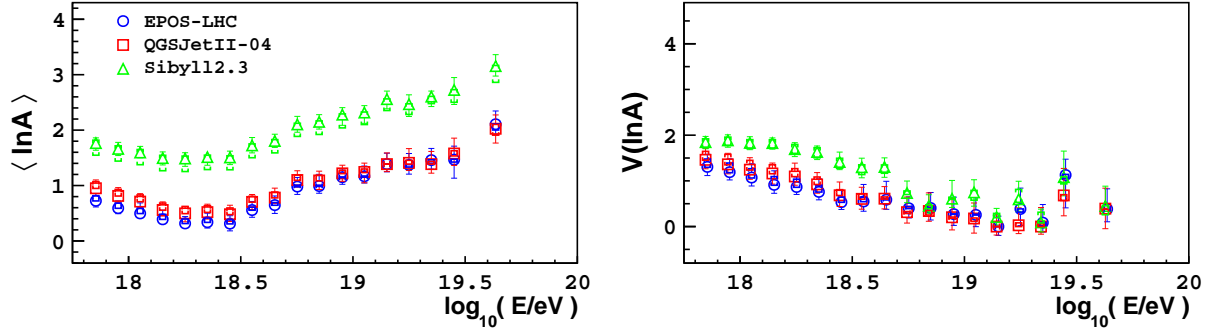 4
3
2
1
0
⟨ lnA ⟩
EPOS-LHC
QGSJetII-04
Sibyll2.3
18
18.5
19
19.5
20
log10( E/eV )
4
2
0
V(lnA)
18
18.5
19
19.5
20
log10( E/eV )